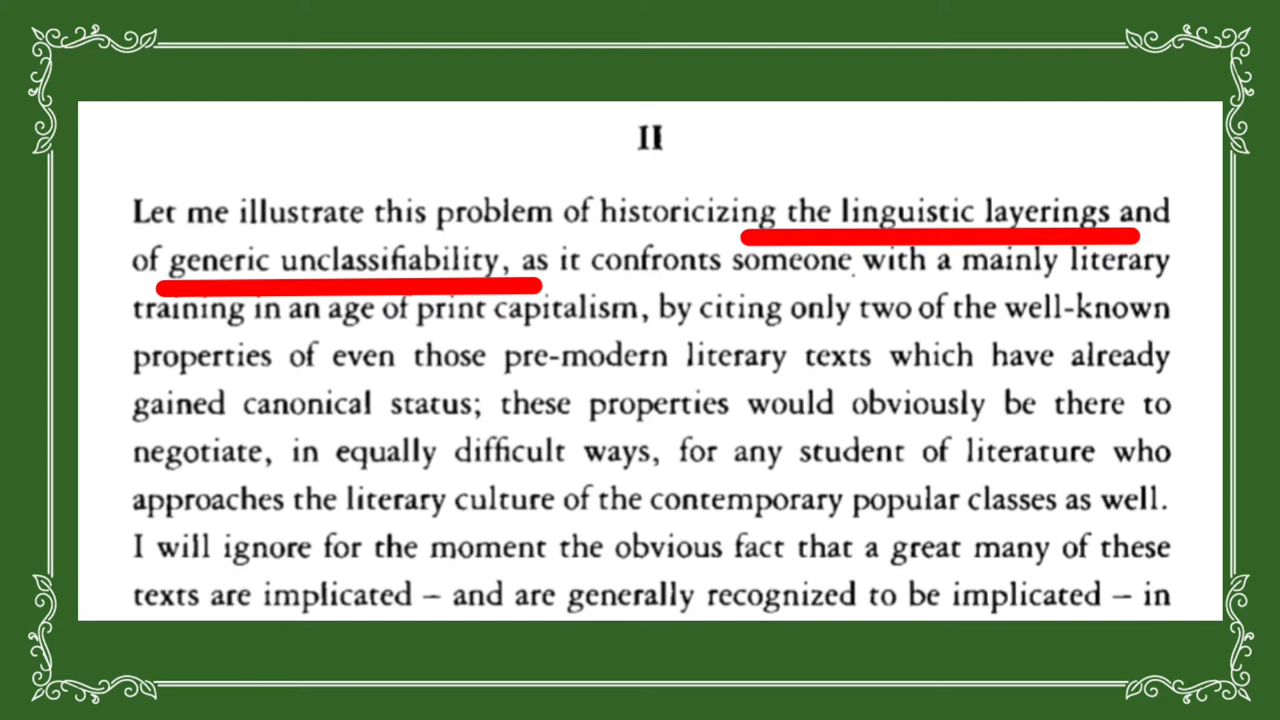 II
Let me illustrate this problem of historicizing the linguistic layerings and
of generic unclassifiability, as it confronts someone with a mainly literary
training in an age of print capitalism, by citing only two of the well-known
properties of even those pre-modern literary texts which have already
gained canonical status; these properties would obviously be there to
negotiate, in equally difficult ways, for any student of literature who
approaches the literary culture of the contemporary popular classes as well.
I will ignore for the moment the obvious fact that a great many of these
texts are implicated – and are generally recognized to be implicated – in